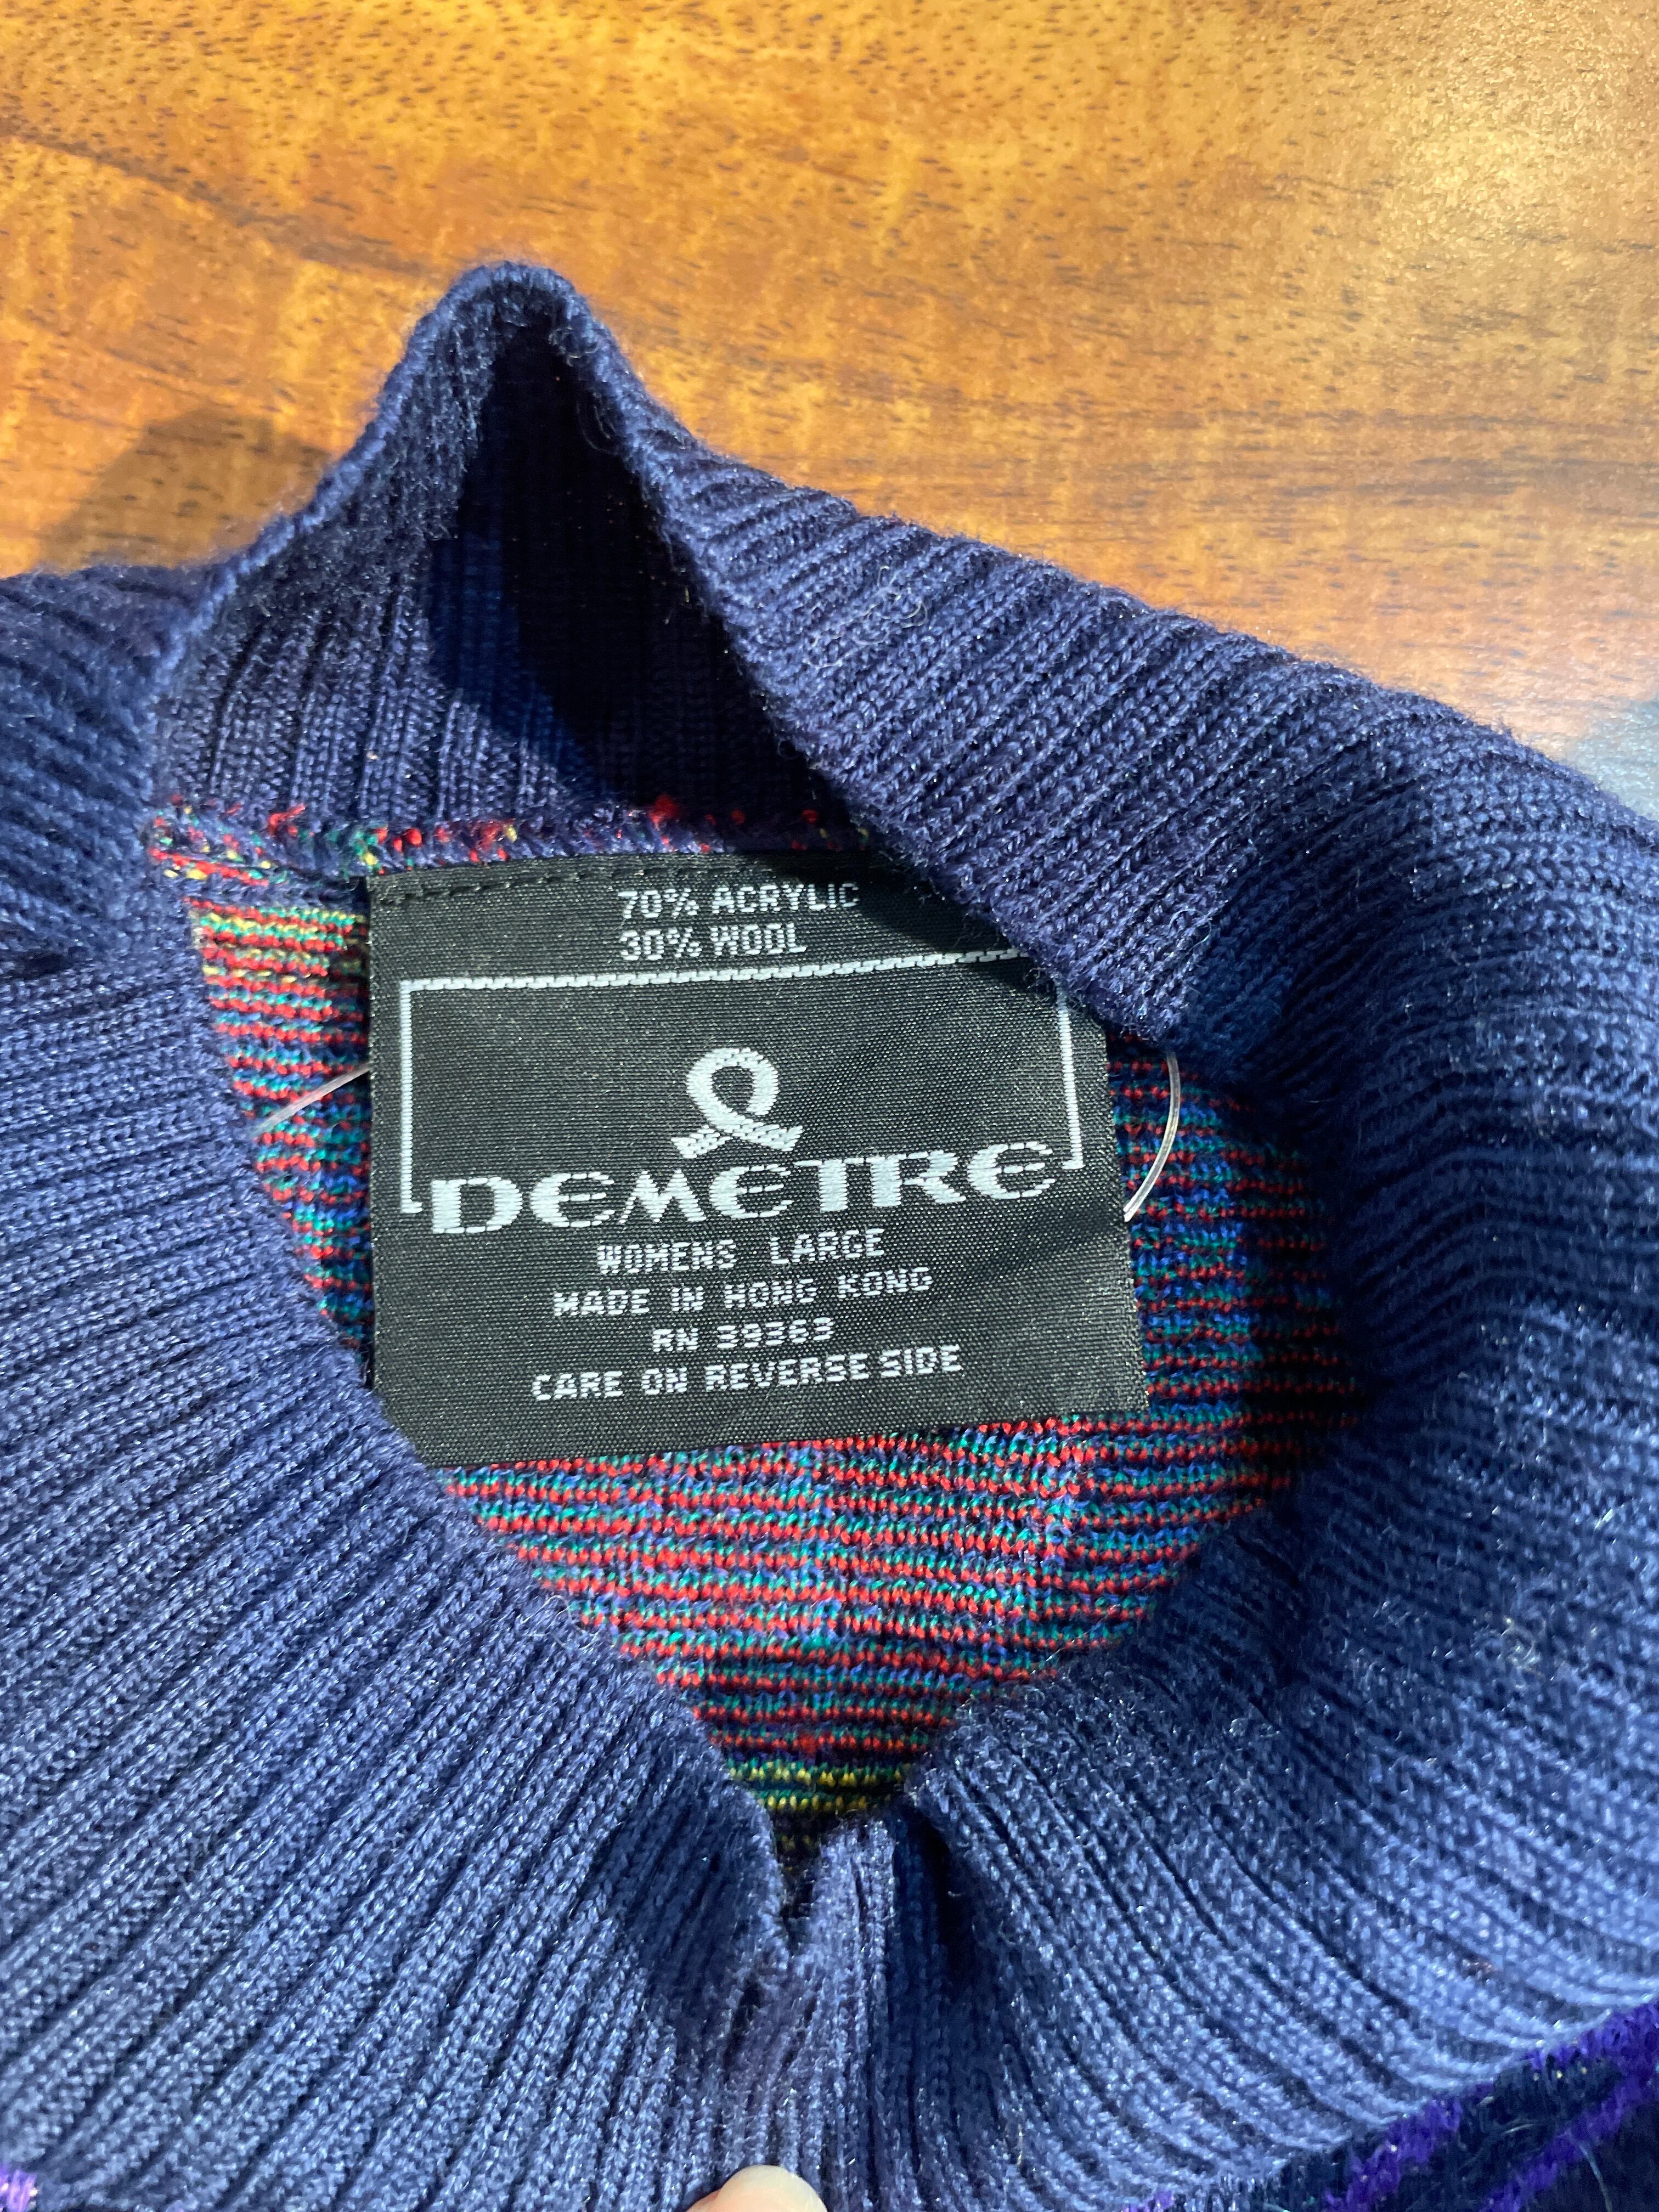 70% ACRYLIC
30% WOOL
DEMETRE
WOMENS LARGE
MADE IN HONG KONG
RN 39363
CARE ON REVERSE SIDE